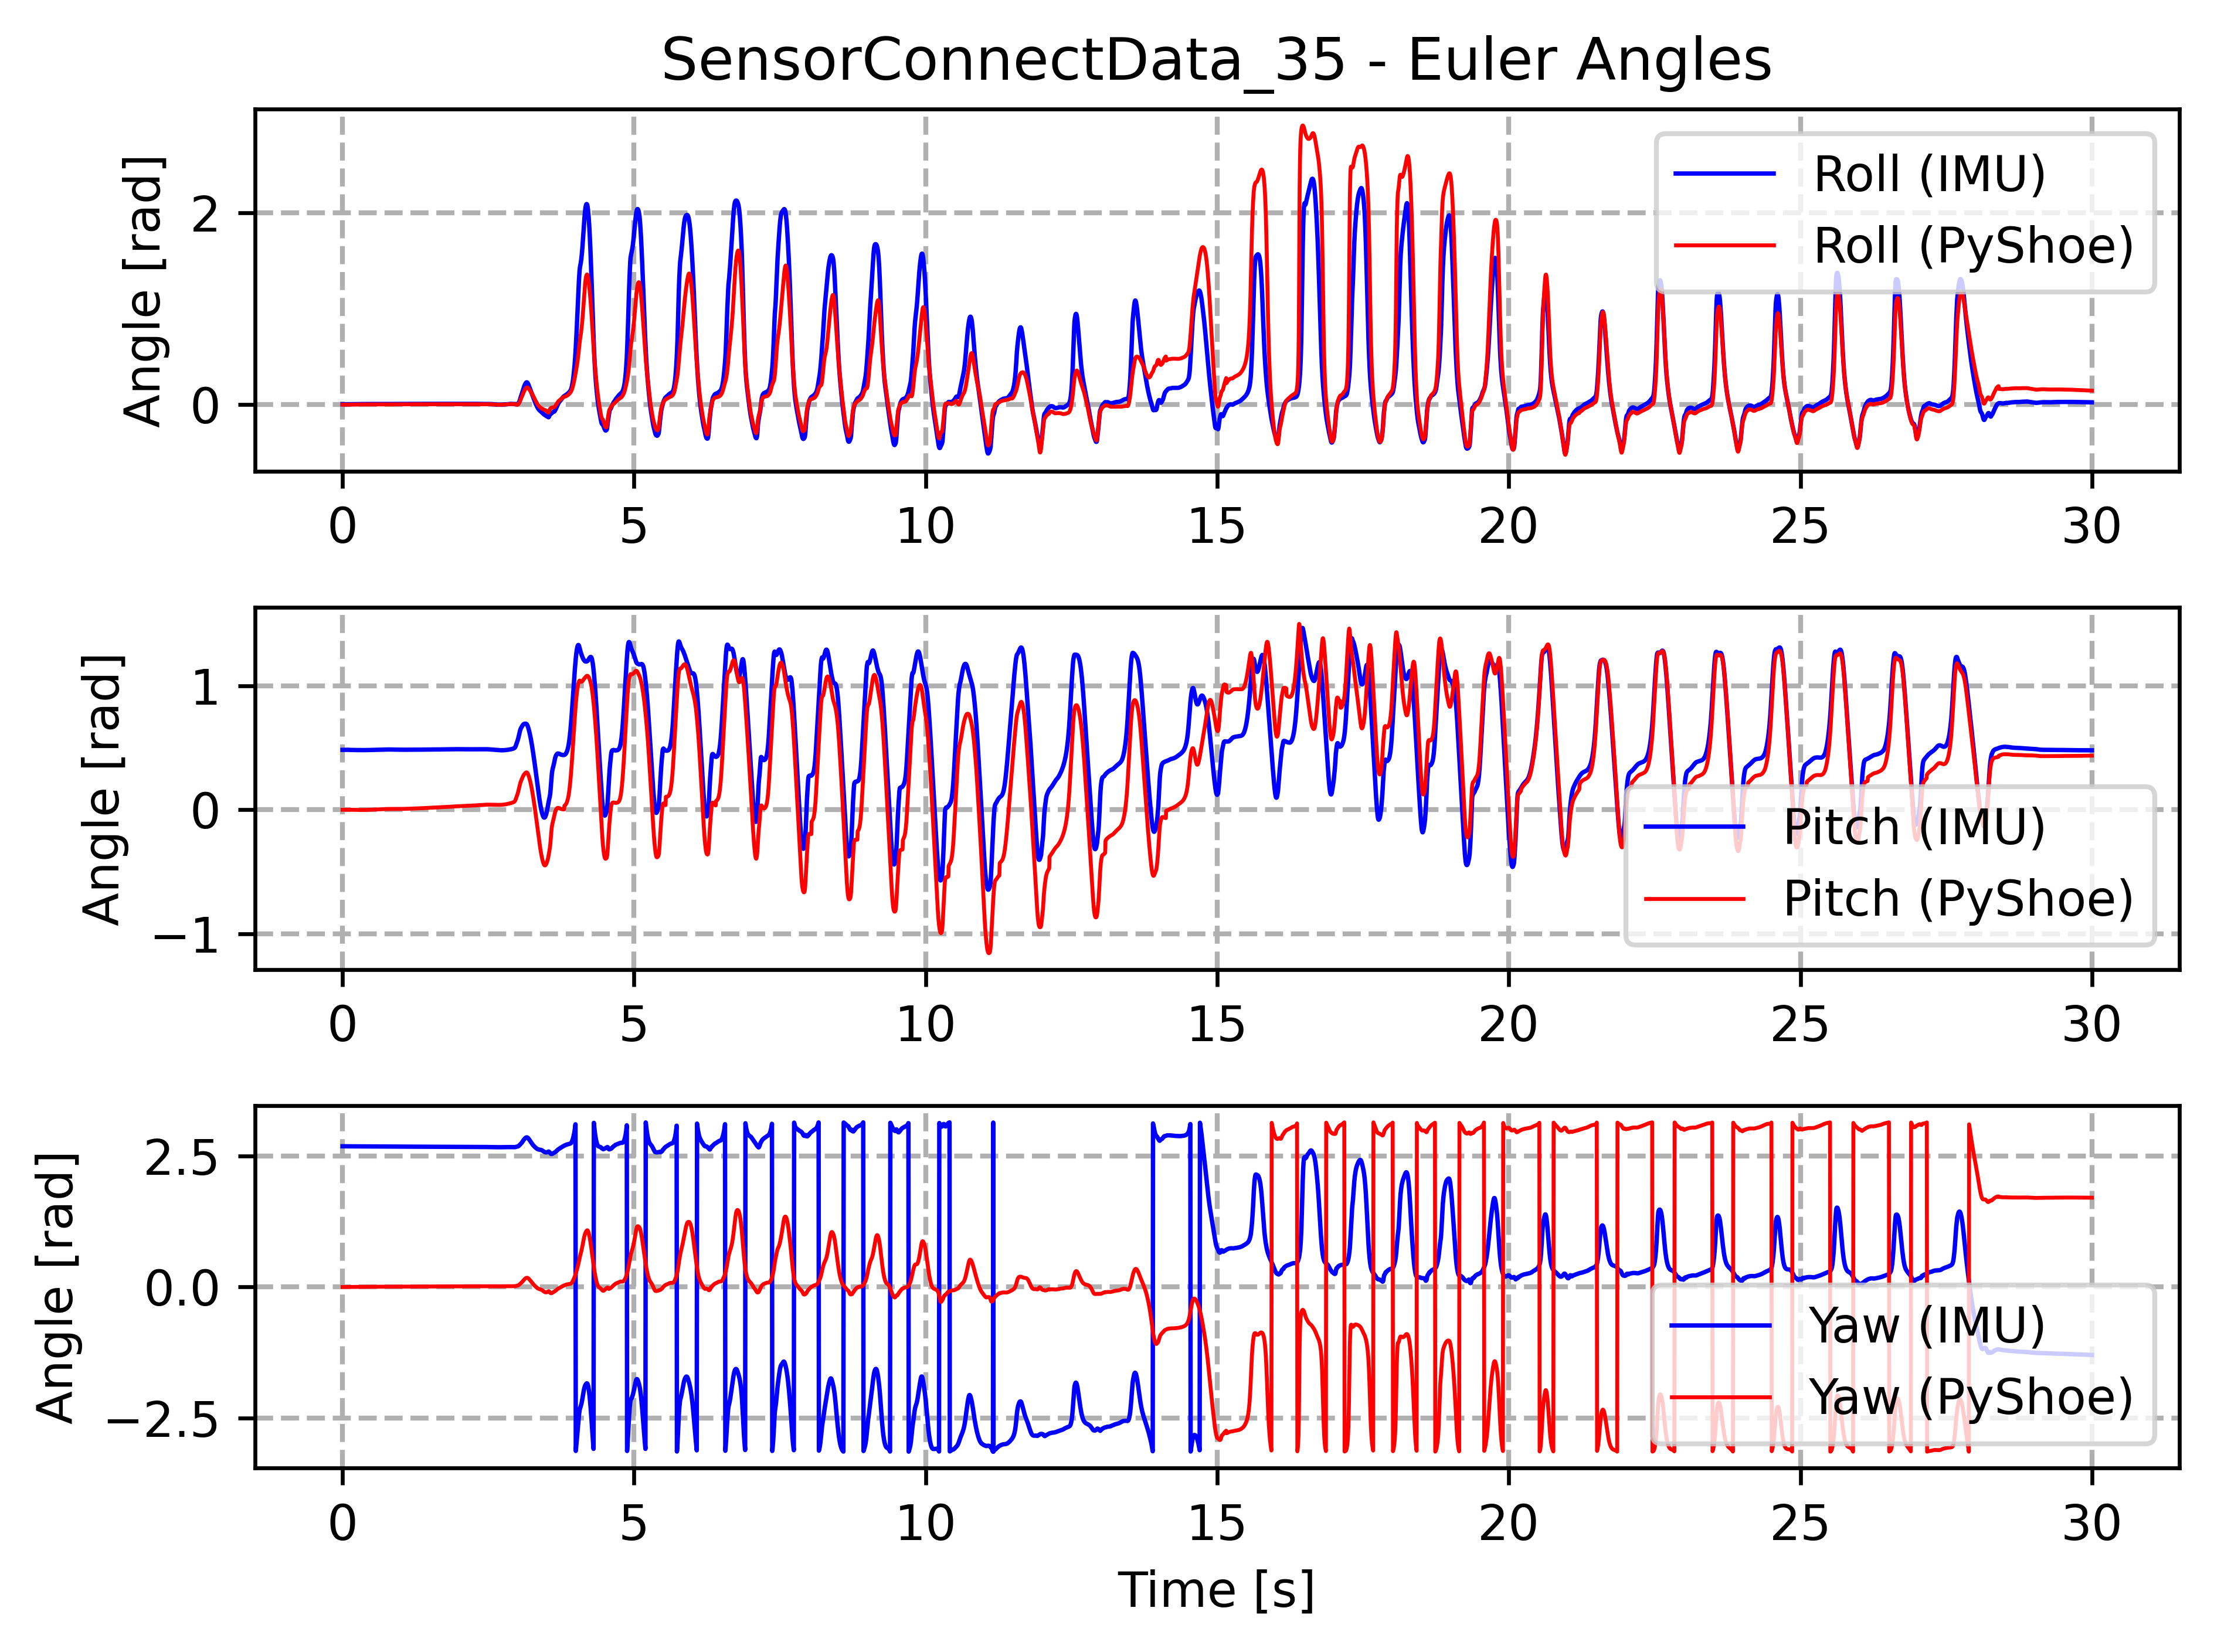 SensorConnectData_35 - Euler Angles
Angle [rad]
2
0
Roll (IMU)
Roll (PyShoe)
0 5 10 15 20 25 30
Angle [rad]
1
0
−1
Pitch (IMU)
Pitch (PyShoe)
0 5 10 15 20 25 30
Angle [rad]
2.5
0.0
−2.5
Yaw (IMU)
Yaw (PyShoe)
0 5 10 15 20 25 30
Time [s]